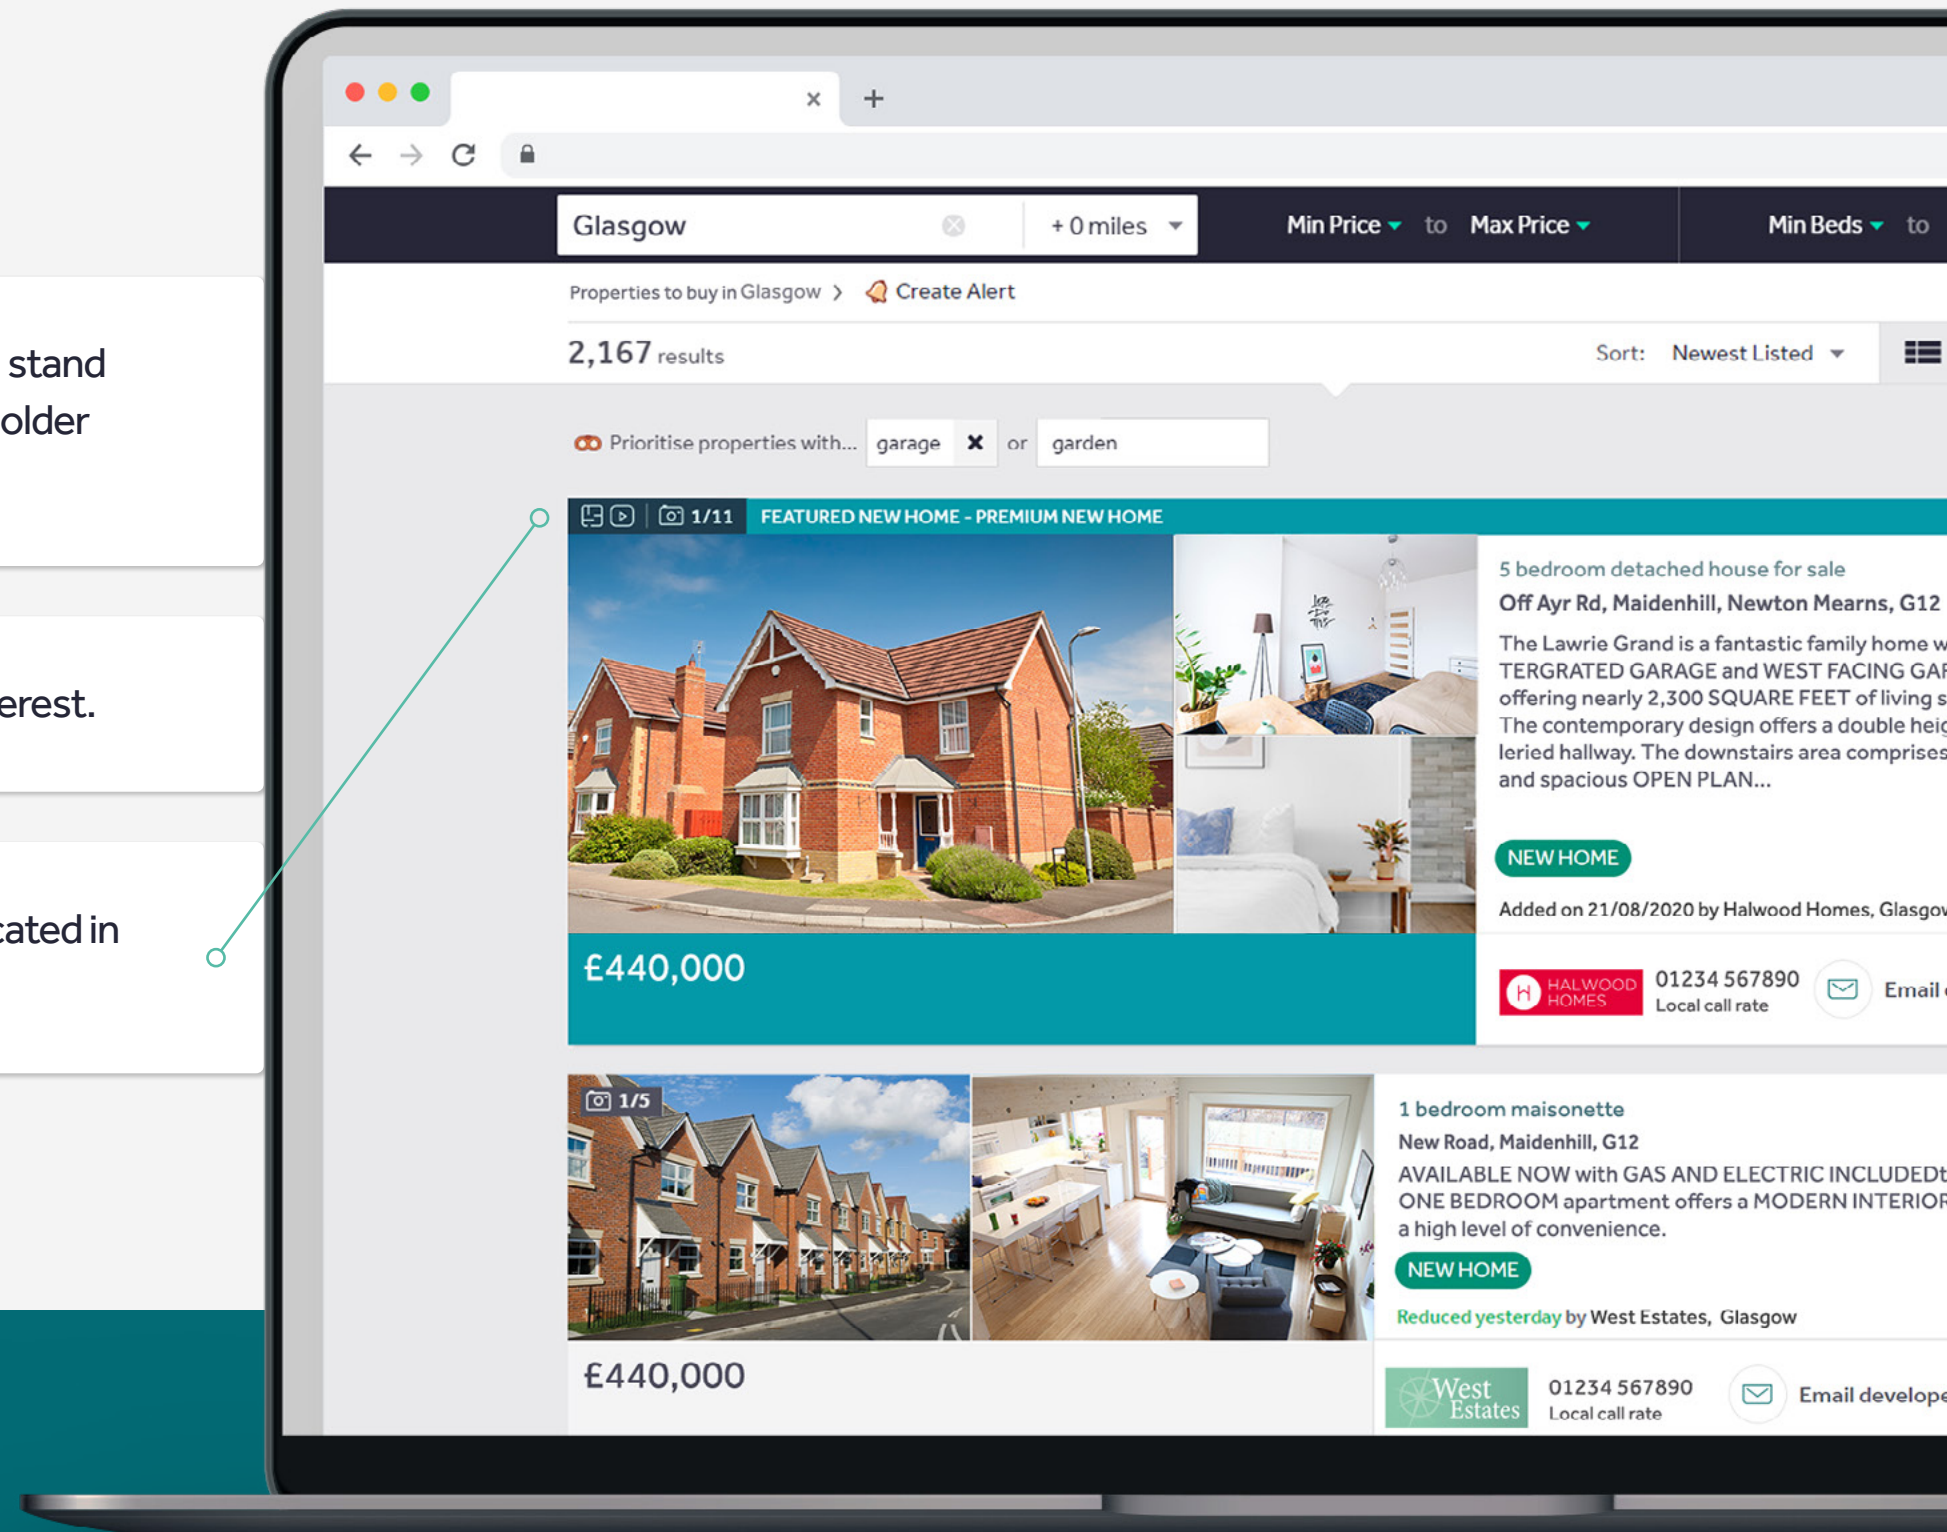 stand
older
erest.
cated in
Glasgow
+ 0 miles
Min Price to Max Price
Min Beds to
Properties to buy in Glasgow >
Create Alert
2,167 results
Sort: Newest Listed
Prioritise properties with... garage or garden
1/11
FEATURED NEW HOME - PREMIUM NEW HOME
5 bedroom detached house for sale
Off Ayr Rd, Maidenhill, Newton Mearns, G12
The Lawrie Grand is a fantastic family home w
TERGRATED GARAGE and WEST FACING GAR
offering nearly 2,300 SQUARE FEET of living s
The contemporary design offers a double heig
leried hallway. The downstairs area comprises
and spacious OPEN PLAN...
NEW HOME
Added on 21/08/2020 by Halwood Homes, Glasgow
£440,000
HALWOOD
HOMES
01234 567890
Local call rate
Email
1/5
1 bedroom maisonette
New Road, Maidenhill, G12
AVAILABLE NOW with GAS AND ELECTRIC INCLUDEDt
ONE BEDROOM apartment offers a MODERN INTERIOR
a high level of convenience.
NEW HOME
Reduced yesterday by West Estates, Glasgow
£440,000
West
Estates
01234 567890
Local call rate
Email develope